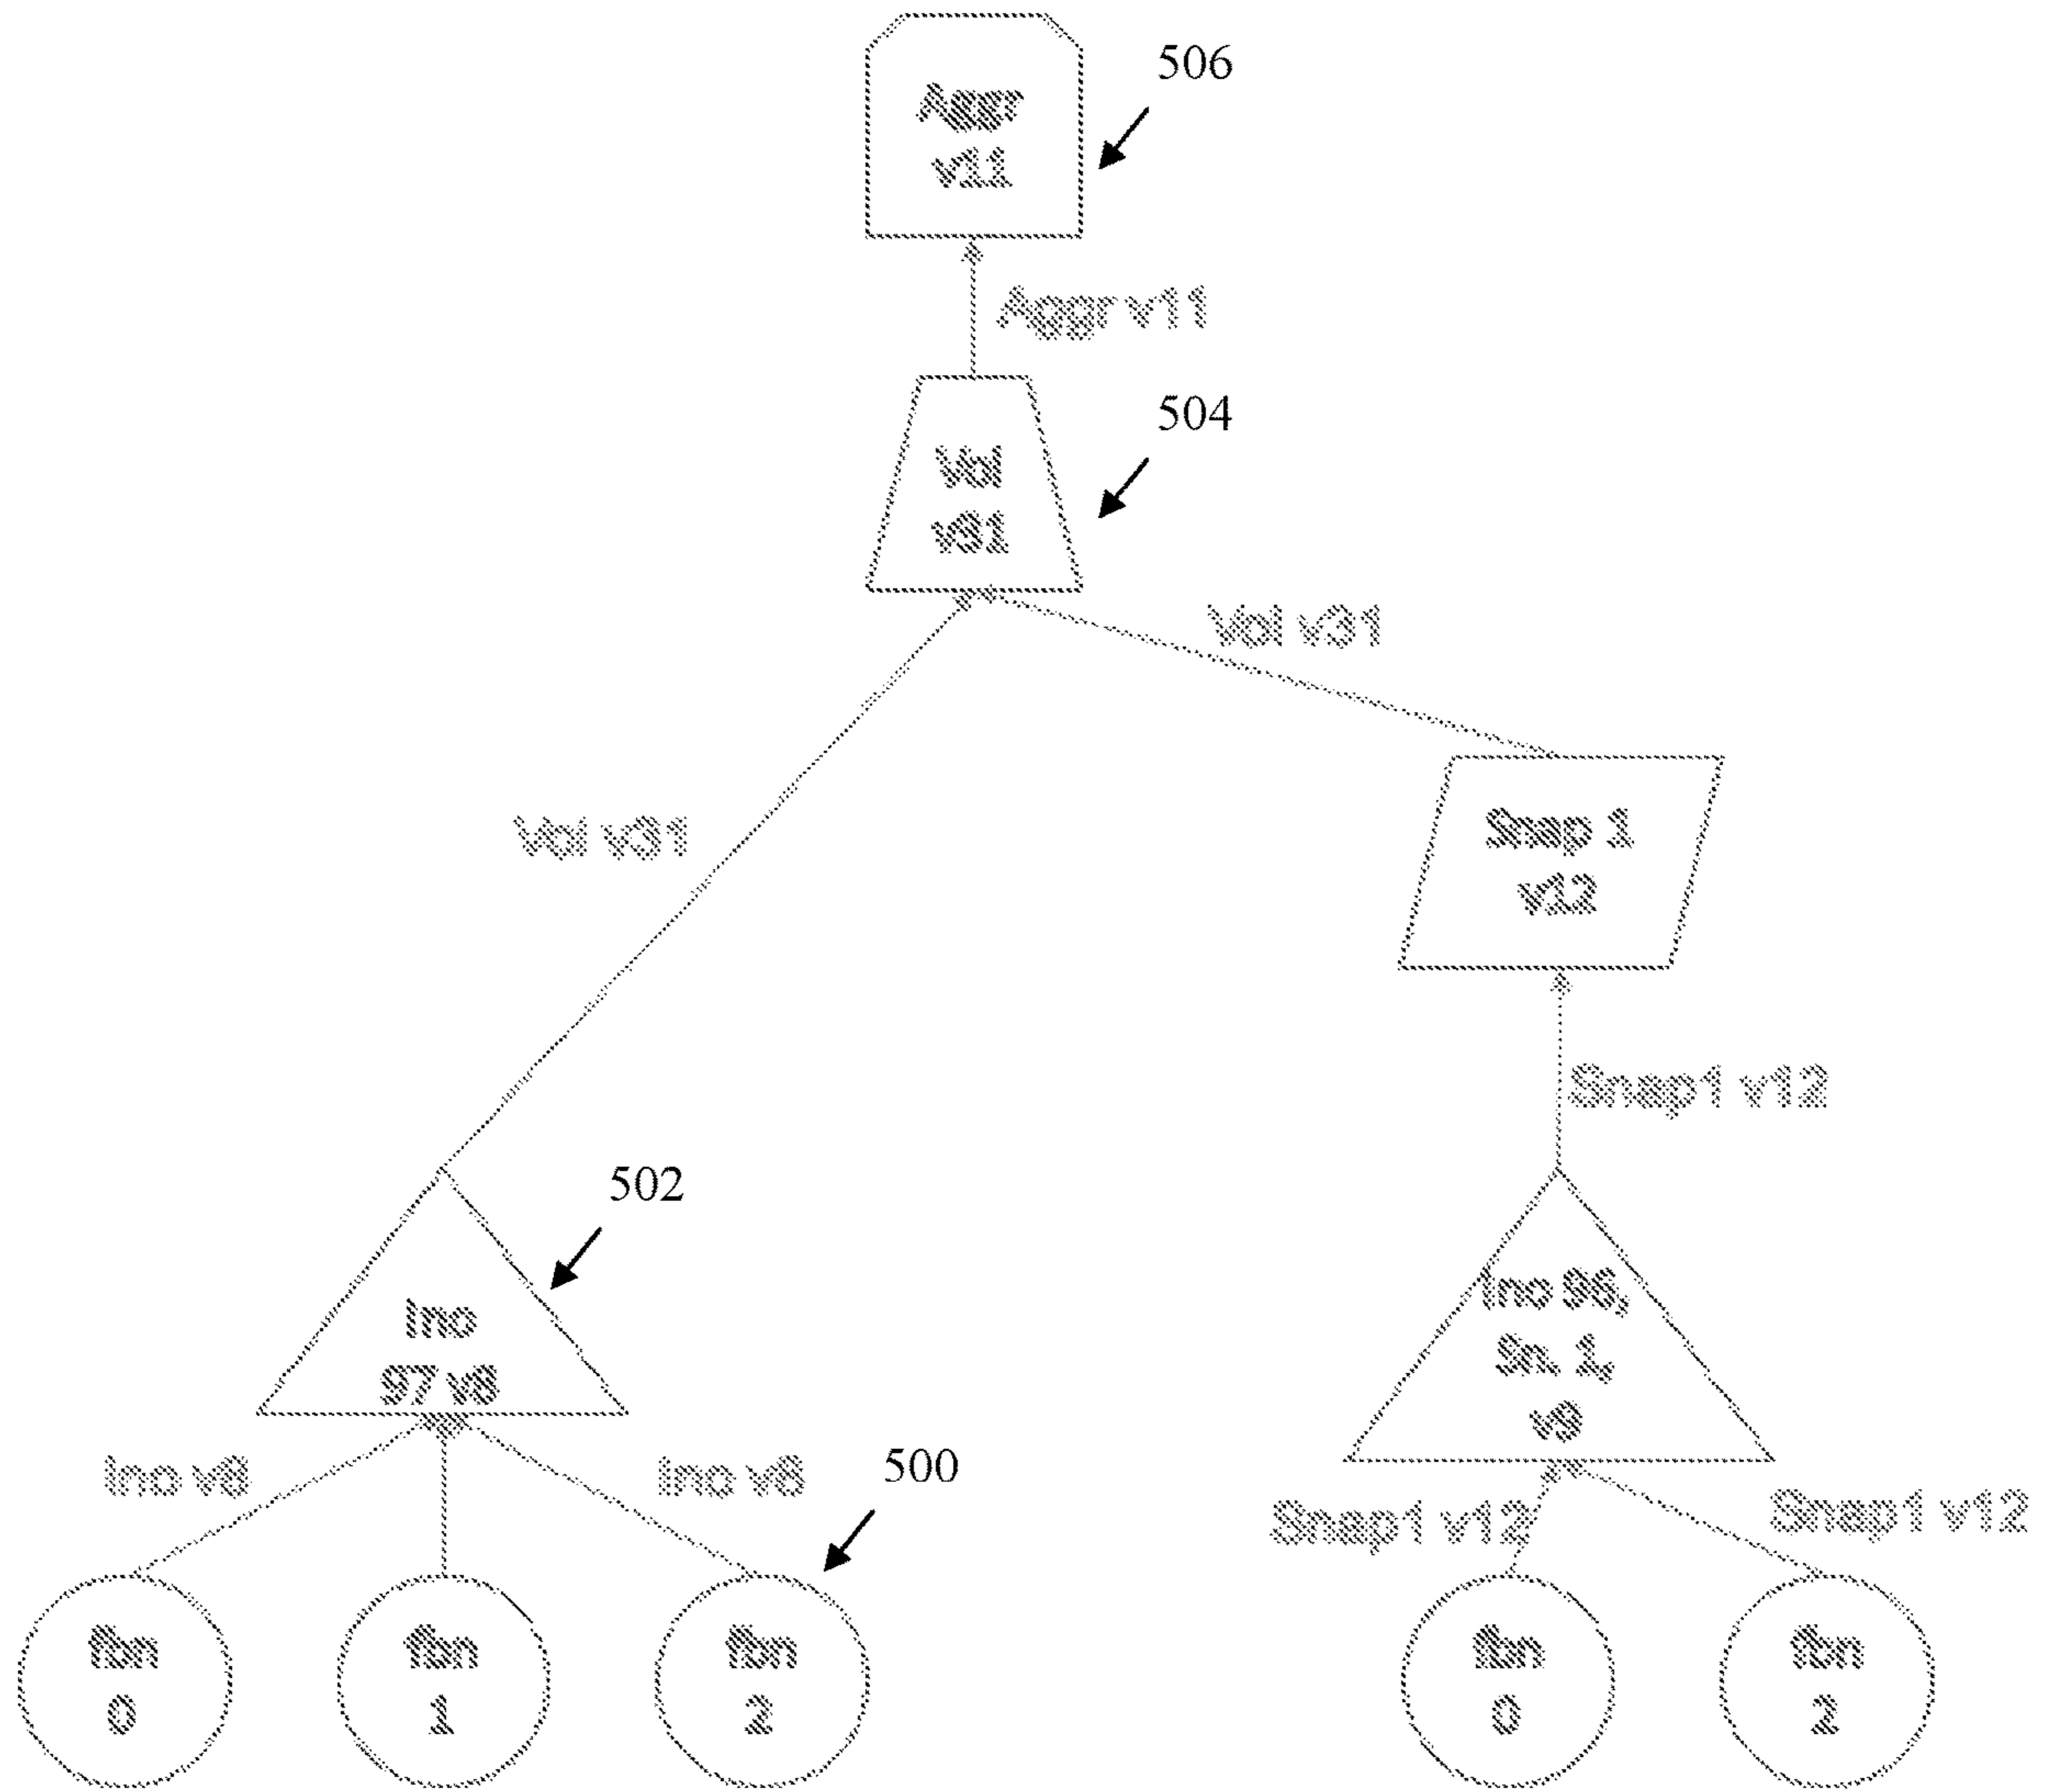 506
Aggr
v11
Aggr v11
504
Vol
v31
Vol v31
Vol v31
Snap 1
v12
Snap1 v12
502
Ino
97 v8
Ino 96,
Sn. 1,
v9
Ino v8
Ino v8
500
Snap1 v12
Snap1 v12
fbn
0
fbn
1
fbn
2
fbn
0
fbn
2